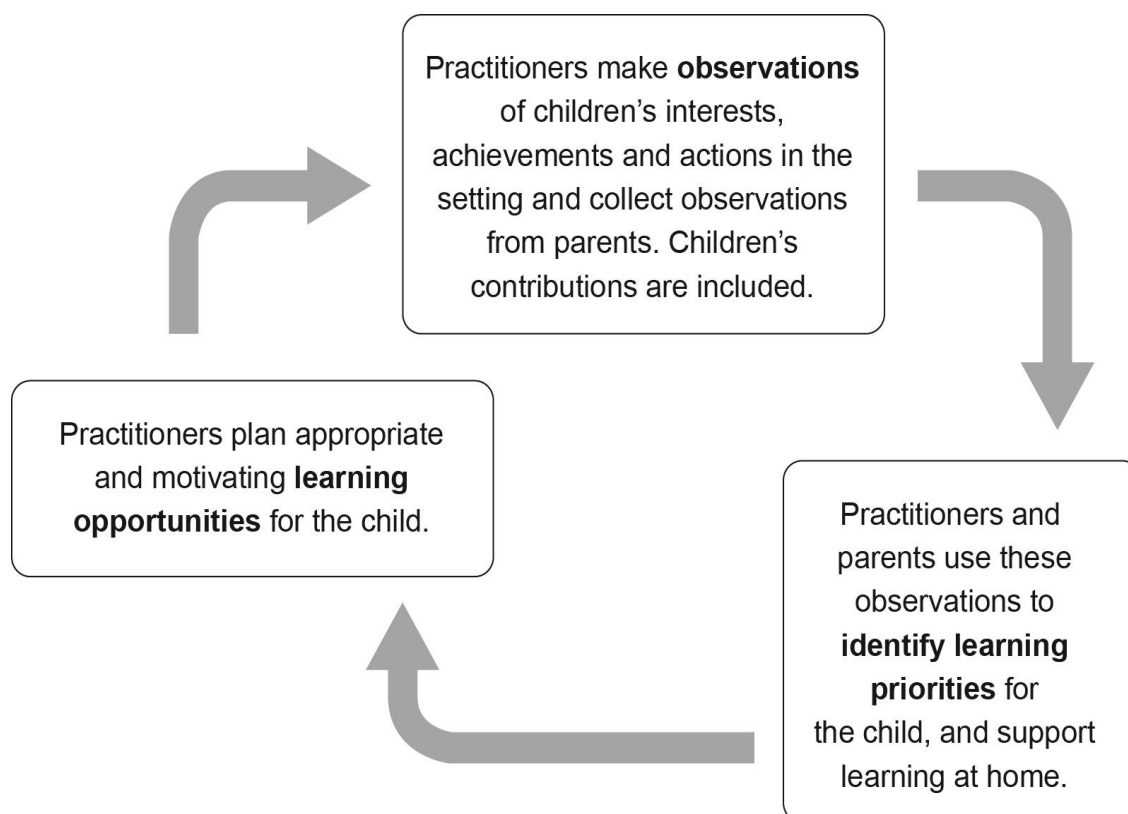 Practitioners make observations
of children’s interests,
achievements and actions in the
setting and collect observations
from parents. Children’s
contributions are included.
Practitioners and
parents use these
observations to
identify learning
priorities for
the child, and support
learning at home.
Practitioners plan appropriate
and motivating learning
opportunities for the child.